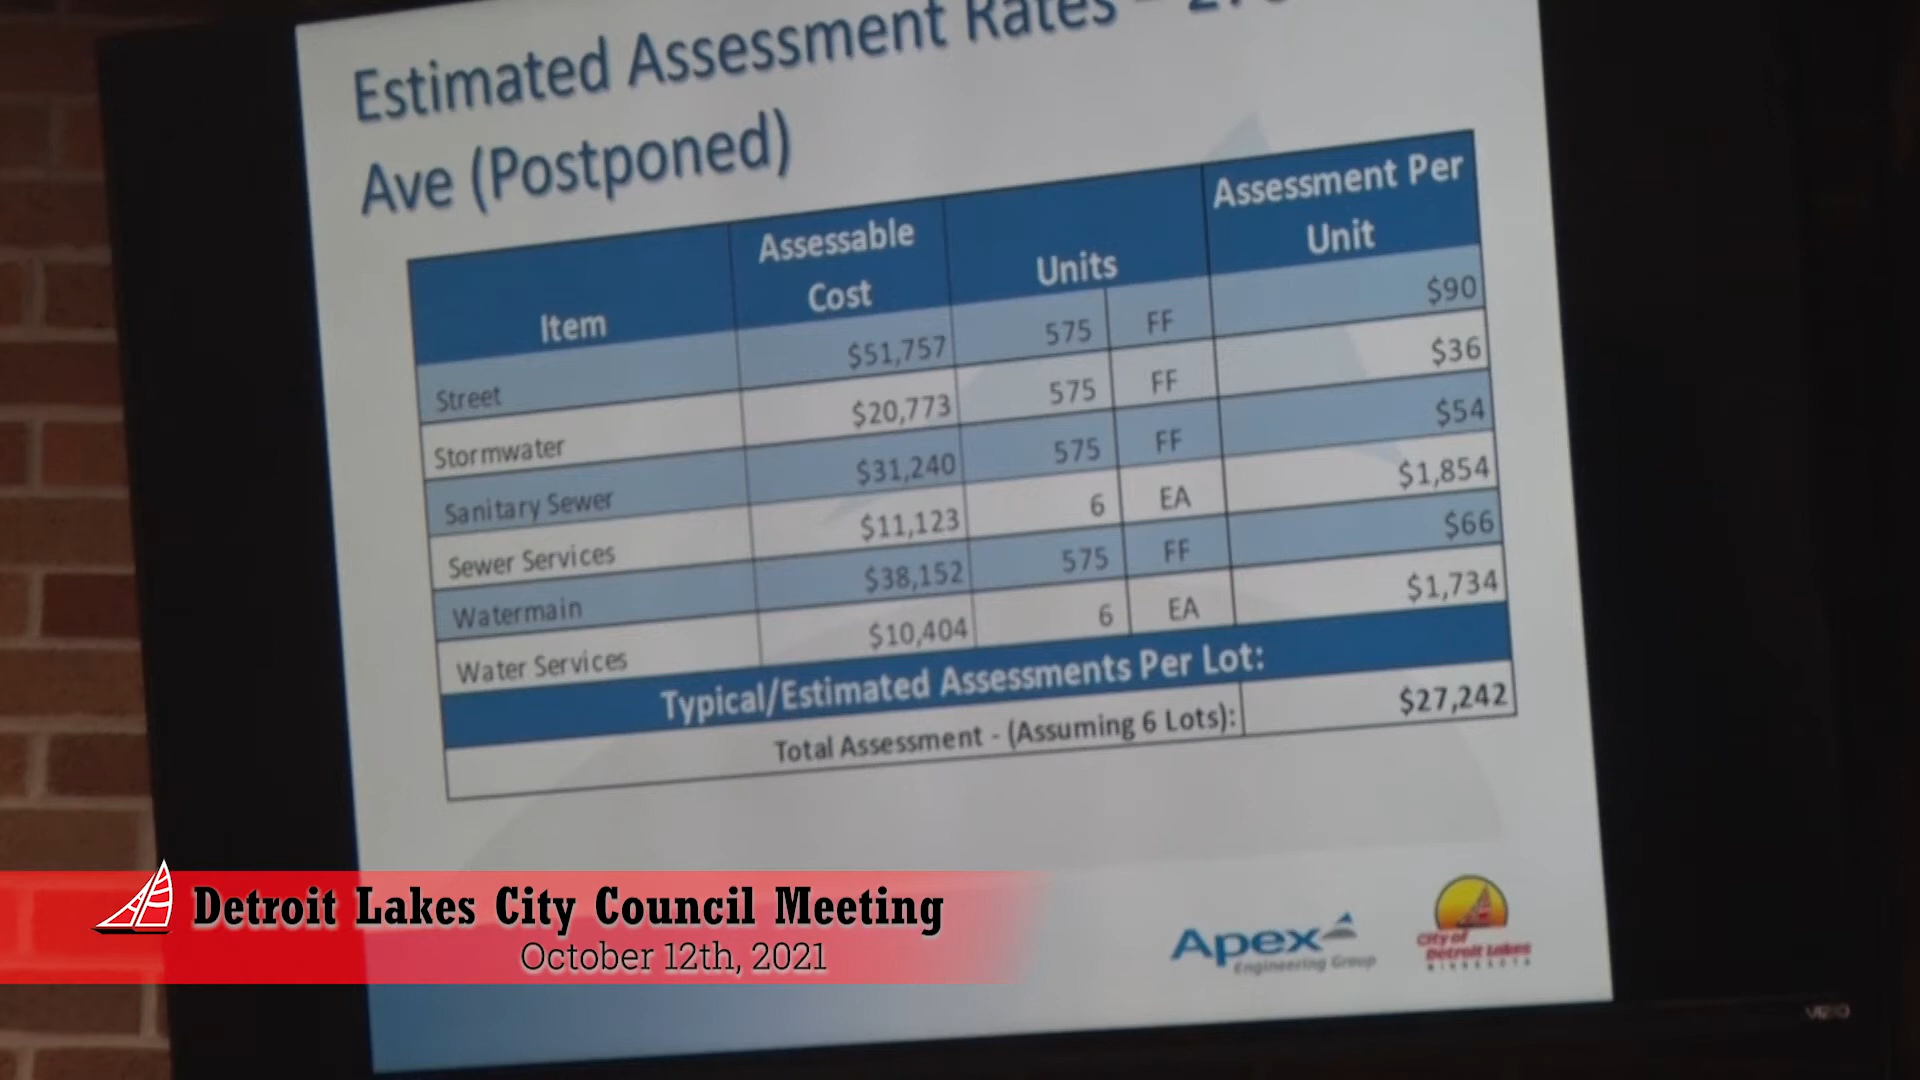 Estimated Assessment Rates –
Ave (Postponed)
Item Assessable Cost Units Assessment Per Unit
Street $51,757 575 FF $90
Stormwater $20,773 575 FF $36
Sanitary Sewer $31,240 575 FF $54
Sewer Services $11,123 6 EA $1,854
Watermain $38,152 575 FF $66
Water Services $10,404 6 EA $1,734
Typical/Estimated Assessments Per Lot:
Total Assessment - (Assuming 6 Lots): $27,242
Detroit Lakes City Council Meeting
October 12th, 2021
Apex
Engineering Group
City of
Detroit Lakes
MINNESOTA
VIZIO